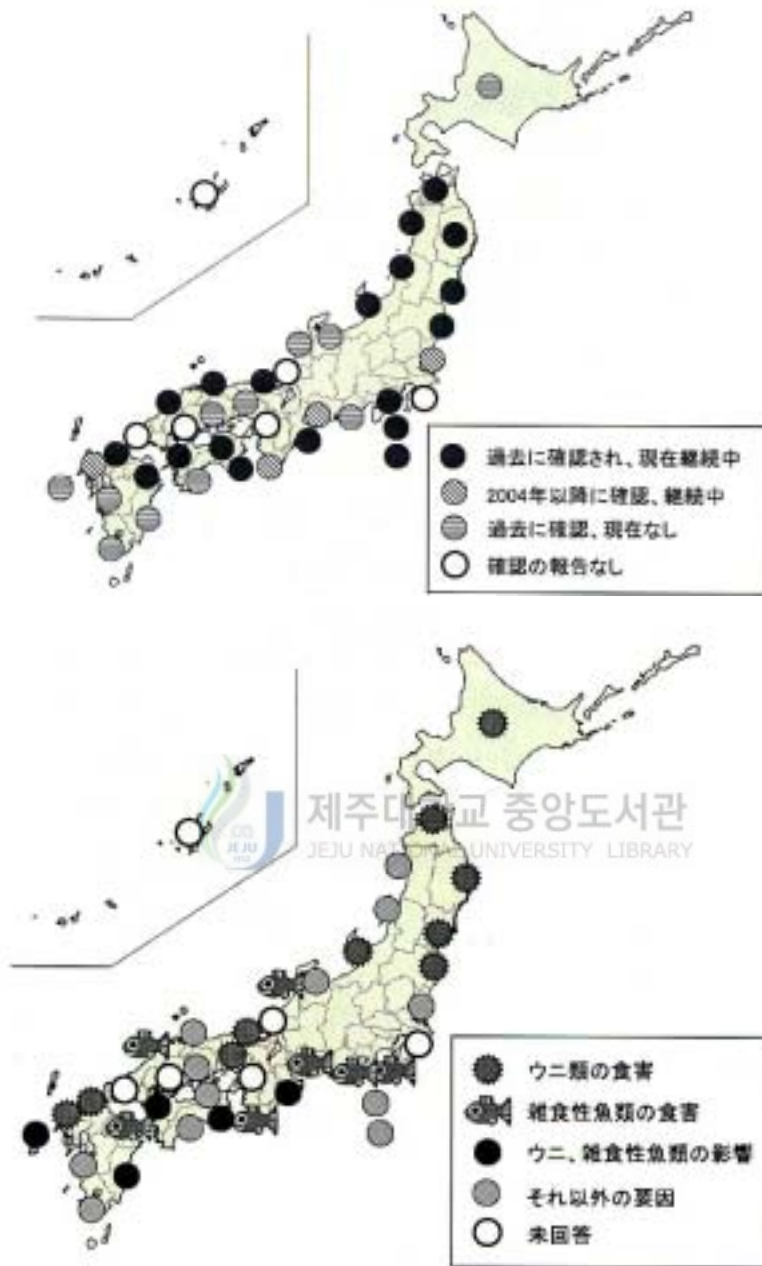 過去に確認され、現在継続中
2004年以降に確認、継続中
過去に確認、現在なし
確認の報告なし
제주대학교 중앙도서관
JEJU NATIONAL UNIVERSITY LIBRARY
JEJU
1952
ウニ類の食害
雑食性魚類の食害
ウニ、雑食性魚類の影響
それ以外の要因
未回答